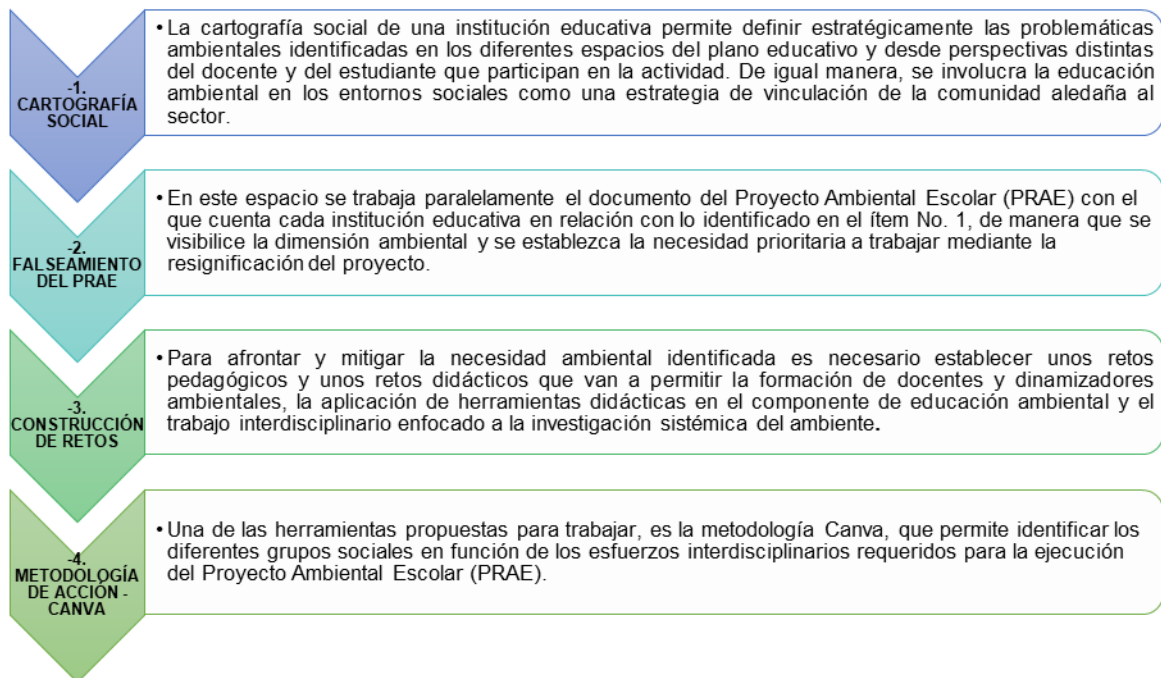 -1.
CARTOGRAFÍA
SOCIAL
• La cartografía social de una institución educativa permite definir estratégicamente las problemáticas
ambientales identificadas en los diferentes espacios del plano educativo y desde perspectivas distintas
del docente y del estudiante que participan en la actividad. De igual manera, se involucra la educación
ambiental en los entornos sociales como una estrategia de vinculación de la comunidad aledaña al
sector.
-2.
FALSEAMIENTO
DEL PRAE
• En este espacio se trabaja paralelamente el documento del Proyecto Ambiental Escolar (PRAE) con el
que cuenta cada institución educativa en relación con lo identificado en el ítem No. 1, de manera que se
visibilice la dimensión ambiental y se establezca la necesidad prioritaria a trabajar mediante la
resignificación del proyecto.
-3.
CONSTRUCCIÓN
DE RETOS
• Para afrontar y mitigar la necesidad ambiental identificada es necesario establecer unos retos
pedagógicos y unos retos didácticos que van a permitir la formación de docentes y dinamizadores
ambientales, la aplicación de herramientas didácticas en el componente de educación ambiental y el
trabajo interdisciplinario enfocado a la investigación sistémica del ambiente.
-4.
METODOLOGÍA
DE ACCIÓN -
CANVA
• Una de las herramientas propuestas para trabajar, es la metodología Canva, que permite identificar los
diferentes grupos sociales en función de los esfuerzos interdisciplinarios requeridos para la ejecución
del Proyecto Ambiental Escolar (PRAE).